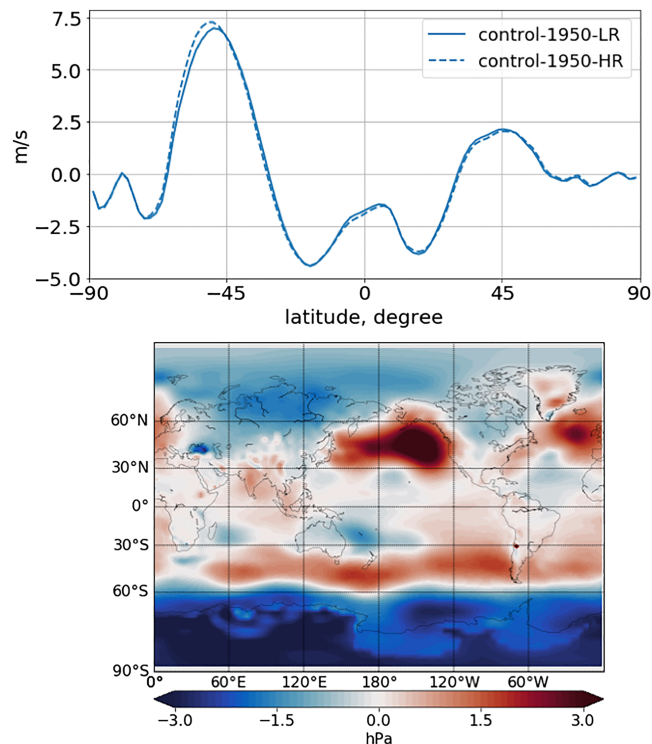 7.5
5.0
2.5
0.0
−2.5
−5.0
m/s
control-1950-LR
control-1950-HR
−90 −45 0 45 90
latitude, degree
60°N
30°N
0°
30°S
60°S
90°S
0° 60°E 120°E 180° 120°W 60°W
−3.0 −1.5 0.0 1.5 3.0
hPa